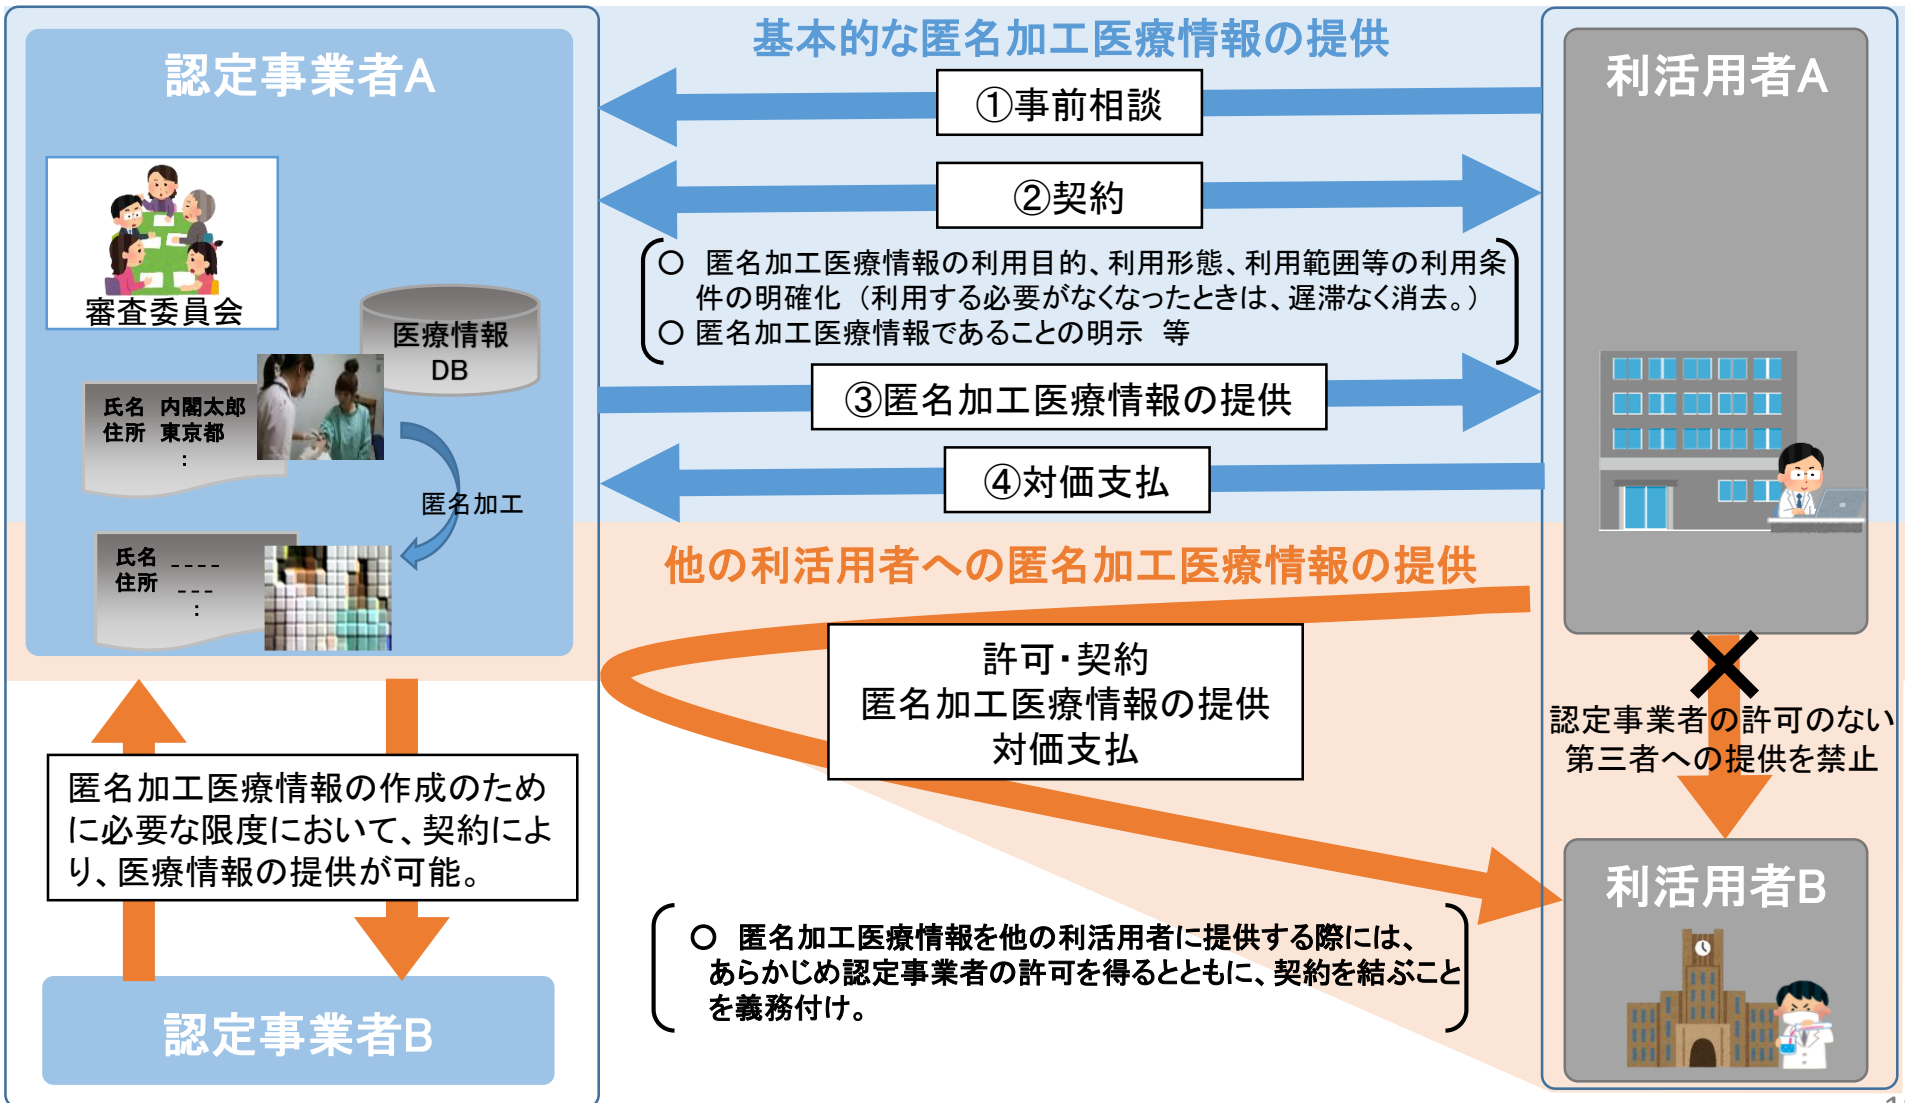 基本的な匿名加工医療情報の提供
認定事業者A
利活用者A
①事前相談
②契約
○ 匿名加工医療情報の利用目的、利用形態、利用範囲等の利用条
件の明確化（利用する必要がなくなったときは、遅滞なく消去。）
○ 匿名加工医療情報であることの明示 等
審査委員会
医療情報
DB
③匿名加工医療情報の提供
氏名 内閣太郎
住所 東京都
：
④対価支払
匿名加工
氏名 ____
住所 ___
：
他の利活用者への匿名加工医療情報の提供
許可・契約
匿名加工医療情報の提供
対価支払
認定事業者の許可のない
第三者への提供を禁止
匿名加工医療情報の作成のため
に必要な限度において、契約によ
り、医療情報の提供が可能。
利活用者B
○ 匿名加工医療情報を他の利活用者に提供する際には、
あらかじめ認定事業者の許可を得るとともに、契約を結ぶこと
を義務付け。
認定事業者B